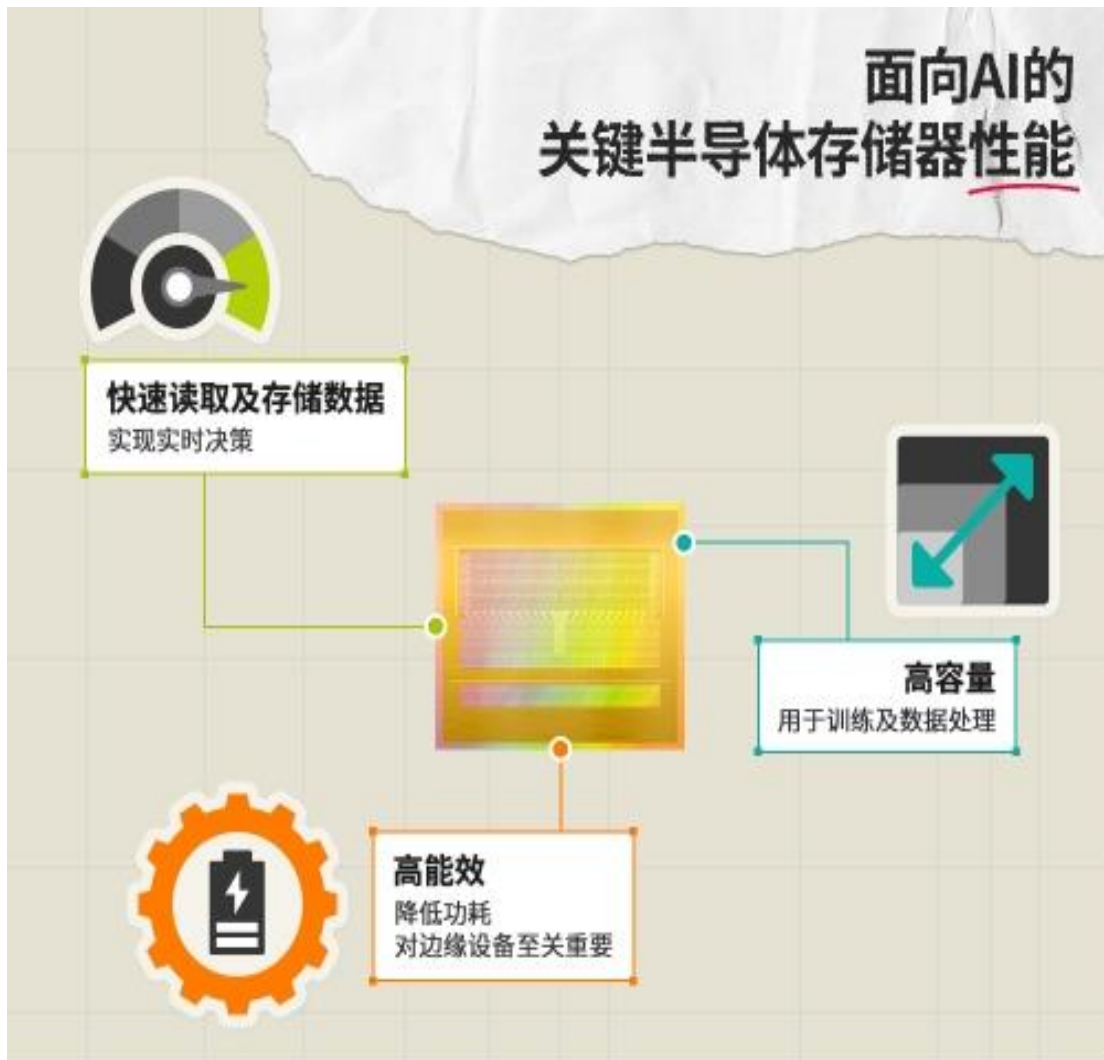 面向AI的
关键半导体存储器性能
快速读取及存储数据
实现实时决策
高容量
用于训练及数据处理
高能效
降低功耗
对边缘设备至关重要